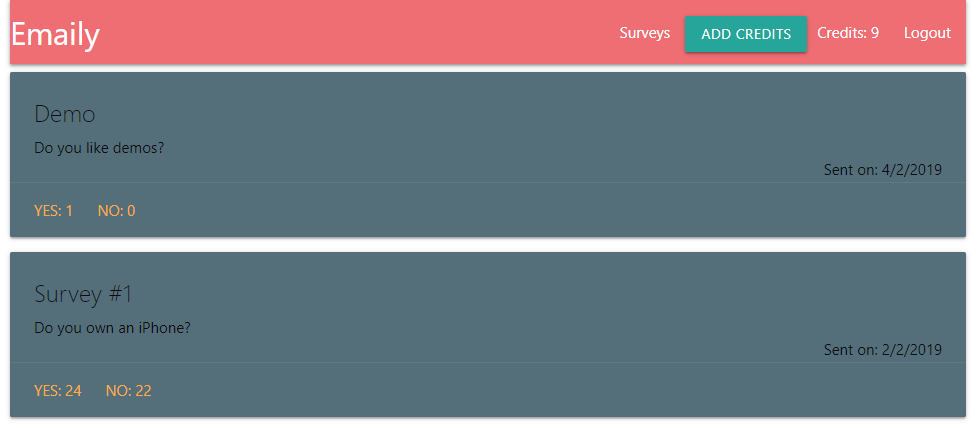 Emaily Surveys ADD CREDITS Credits: 9 Logout
Demo
Do you like demos?
Sent on: 4/2/2019
YES: 1 NO: 0
Survey #1
Do you own an iPhone?
Sent on: 2/2/2019
YES: 24 NO: 22